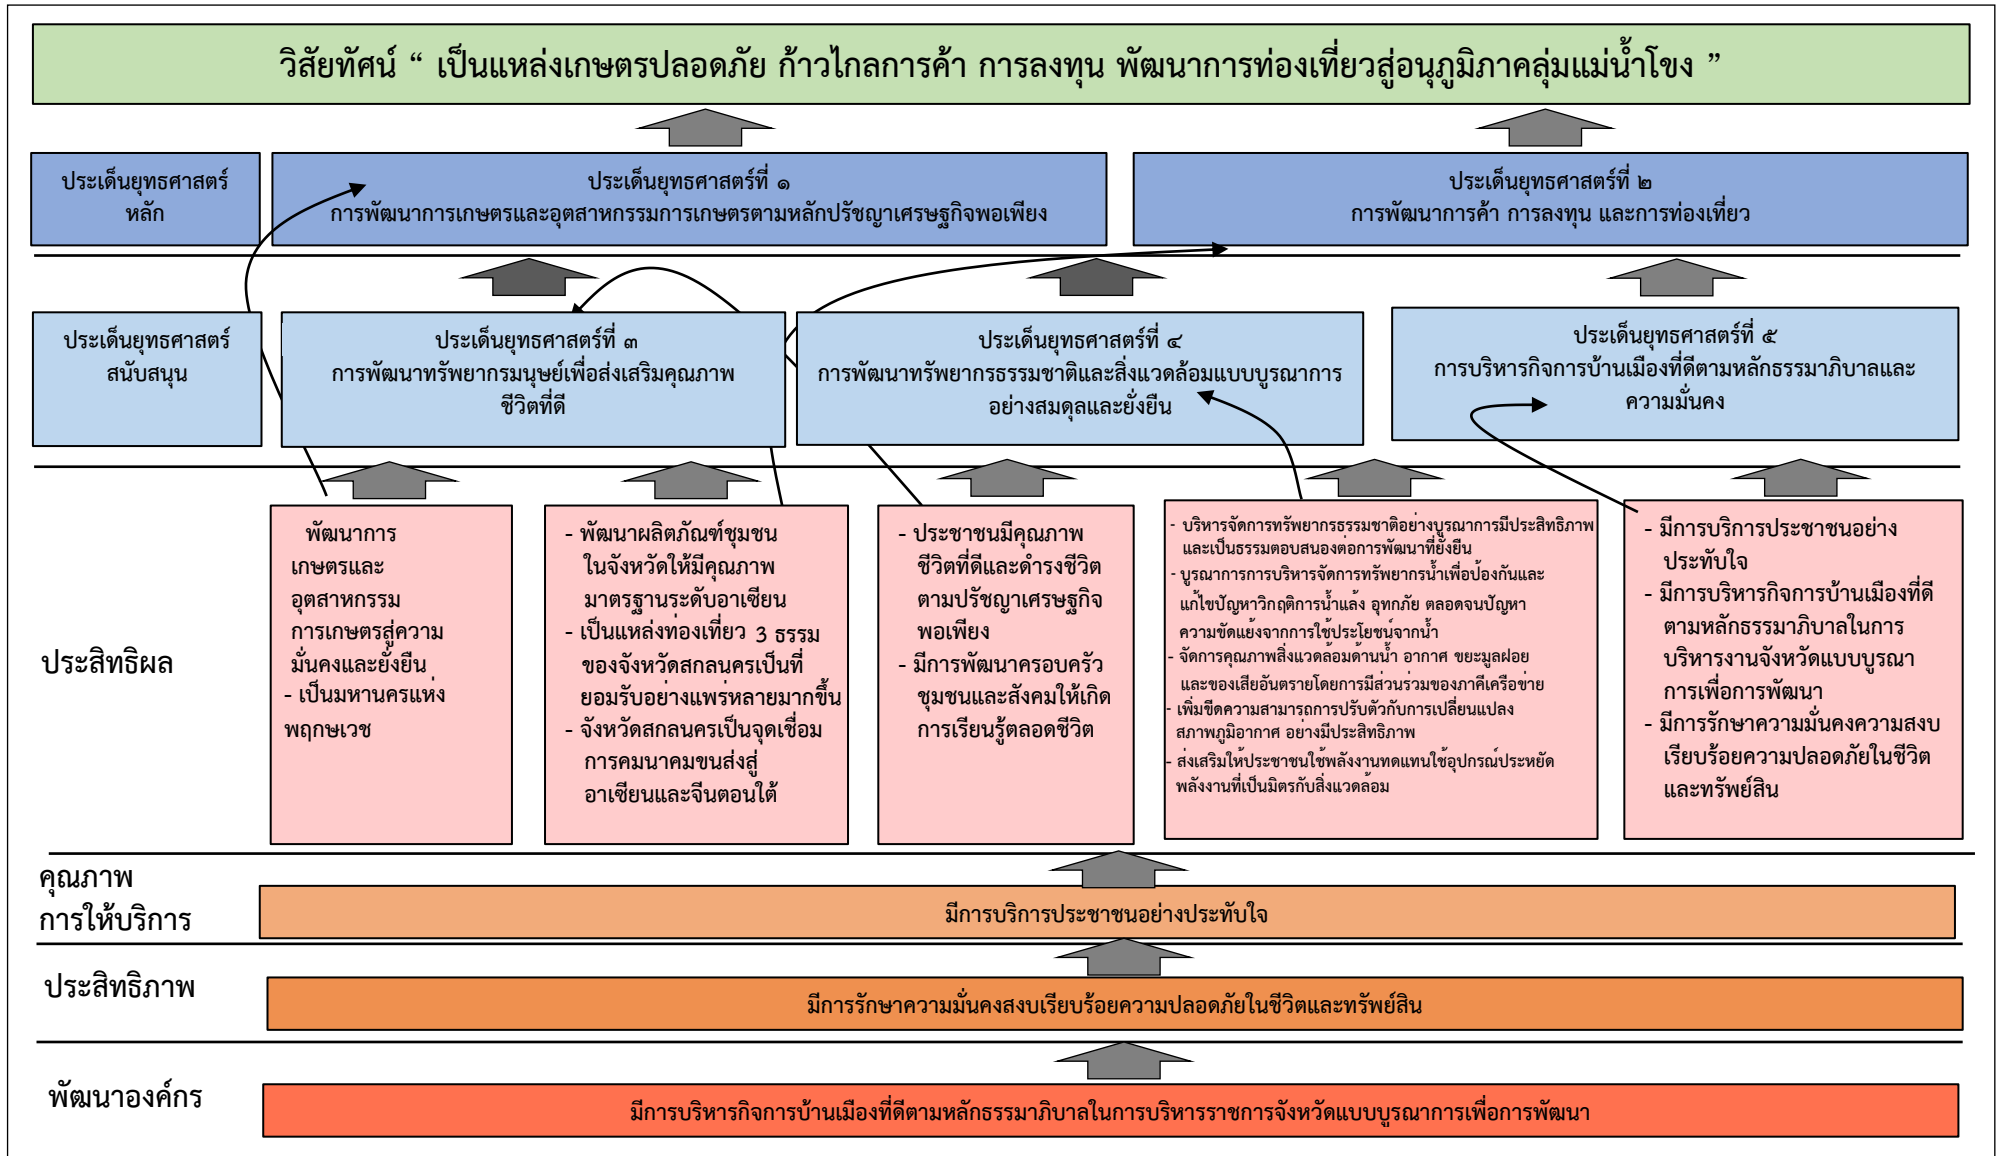 วิสัยทัศน์ “ เป็นแหล่งเกษตรปลอดภัย ก้าวไกลการค้า การลงทุน พัฒนาการท่องเที่ยวสู่อนุภูมิภาคลุ่มแม่น้ำโขง ”
ประเด็นยุทธศาสตร์
หลัก
ประเด็นยุทธศาสตร์ที่ ๑
การพัฒนาการเกษตรและอุตสาหกรรมการเกษตรตามหลักปรัชญาเศรษฐกิจพอเพียง
ประเด็นยุทธศาสตร์ที่ ๒
การพัฒนาการค้า การลงทุน และการท่องเที่ยว
ประเด็นยุทธศาสตร์
สนับสนุน
ประเด็นยุทธศาสตร์ที่ ๓
การพัฒนาทรัพยากรมนุษย์เพื่อส่งเสริมคุณภาพ
ชีวิตที่ดี
ประเด็นยุทธศาสตร์ที่ ๔
การพัฒนาทรัพยากรธรรมชาติและสิ่งแวดล้อมแบบบูรณาการ
อย่างสมดุลและยั่งยืน
ประเด็นยุทธศาสตร์ที่ ๕
การบริหารกิจการบ้านเมืองที่ดีตามหลักธรรมาภิบาลและ
ความมั่นคง
ประสิทธิผล
พัฒนาการ
เกษตรและ
อุตสาหกรรม
การเกษตรสู่ความ
มั่นคงและยั่งยืน
- เป็นมหานครแห่ง
พฤกษเวช
- พัฒนาผลิตภัณฑ์ชุมชน
ในจังหวัดให้มีคุณภาพ
มาตรฐานระดับอาเซียน
- เป็นแหล่งท่องเที่ยว 3 ธรรม
ของจังหวัดสกลนครเป็นที่
ยอมรับอย่างแพร่หลายมากขึ้น
- จังหวัดสกลนครเป็นจุดเชื่อม
การคมนาคมขนส่งสู่
อาเซียนและจีนตอนใต้
- ประชาชนมีคุณภาพ
ชีวิตที่ดีและดำรงชีวิต
ตามปรัชญาเศรษฐกิจ
พอเพียง
- มีการพัฒนาครอบครัว
ชุมชนและสังคมให้เกิด
การเรียนรู้ตลอดชีวิต
- บริหารจัดการทรัพยากรธรรมชาติอย่างบูรณาการมีประสิทธิภาพ
และเป็นธรรมตอบสนองต่อการพัฒนาที่ยั่งยืน
- บูรณาการการบริหารจัดการทรัพยากรน้ำเพื่อป้องกันและ
แก้ไขปัญหาวิกฤติการน้ำแล้ง อุทกภัย ตลอดจนปัญหา
ความขัดแย้งจากการใช้ประโยชน์จากน้ำ
- จัดการคุณภาพสิ่งแวดล้อมด้านน้ำ อากาศ ขยะมูลฝอย
และของเสียอันตรายโดยการมีส่วนร่วมของภาคีเครือข่าย
- เพิ่มขีดความสามารถการปรับตัวกับการเปลี่ยนแปลง
สภาพภูมิอากาศ อย่างมีประสิทธิภาพ
- ส่งเสริมให้ประชาชนใช้พลังงานทดแทนใช้อุปกรณ์ประหยัด
พลังงานที่เป็นมิตรกับสิ่งแวดล้อม
- มีการบริการประชาชนอย่าง
ประทับใจ
- มีการบริหารกิจการบ้านเมืองที่ดี
ตามหลักธรรมาภิบาลในการ
บริหารงานจังหวัดแบบบูรณา
การเพื่อการพัฒนา
- มีการรักษาความมั่นคงความสงบ
เรียบร้อยความปลอดภัยในชีวิต
และทรัพย์สิน
คุณภาพ
การให้บริการ
มีการบริการประชาชนอย่างประทับใจ
ประสิทธิภาพ
มีการรักษาความมั่นคงสงบเรียบร้อยความปลอดภัยในชีวิตและทรัพย์สิน
พัฒนาองค์กร
มีการบริหารกิจการบ้านเมืองที่ดีตามหลักธรรมาภิบาลในการบริหารราชการจังหวัดแบบบูรณาการเพื่อการพัฒนา